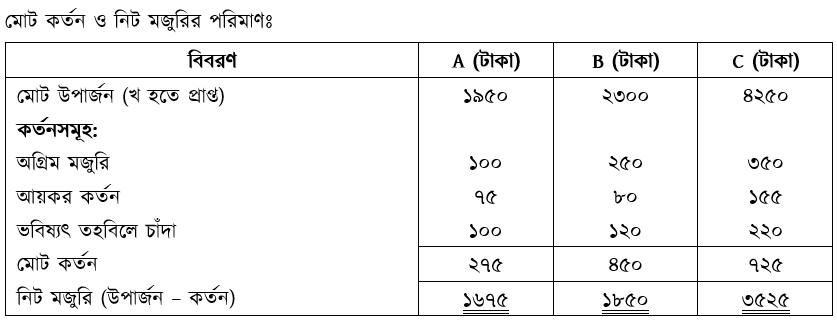 মোট কর্তন ও নিট মজুরির পরিমাণঃ
বিবরণ A (টাকা) B (টাকা) C (টাকা)
মোট উপার্জন (খ হতে প্রাপ্ত) ১৯৫০ ২৩০০ ৪২৫০
কর্তনসমূহ:
অগ্রিম মজুরি ১০০ ২৫০ ৩৫০
আয়কর কর্তন ৭৫ ৮০ ১৫৫
ভবিষ্যৎ তহবিলে চাঁদা ১০০ ১২০ ২২০
মোট কর্তন ২৭৫ ৪৫০ ৭২৫
নিট মজুরি (উপার্জন – কর্তন) ১৬৭৫ ১৮৫০ ৩৫২৫